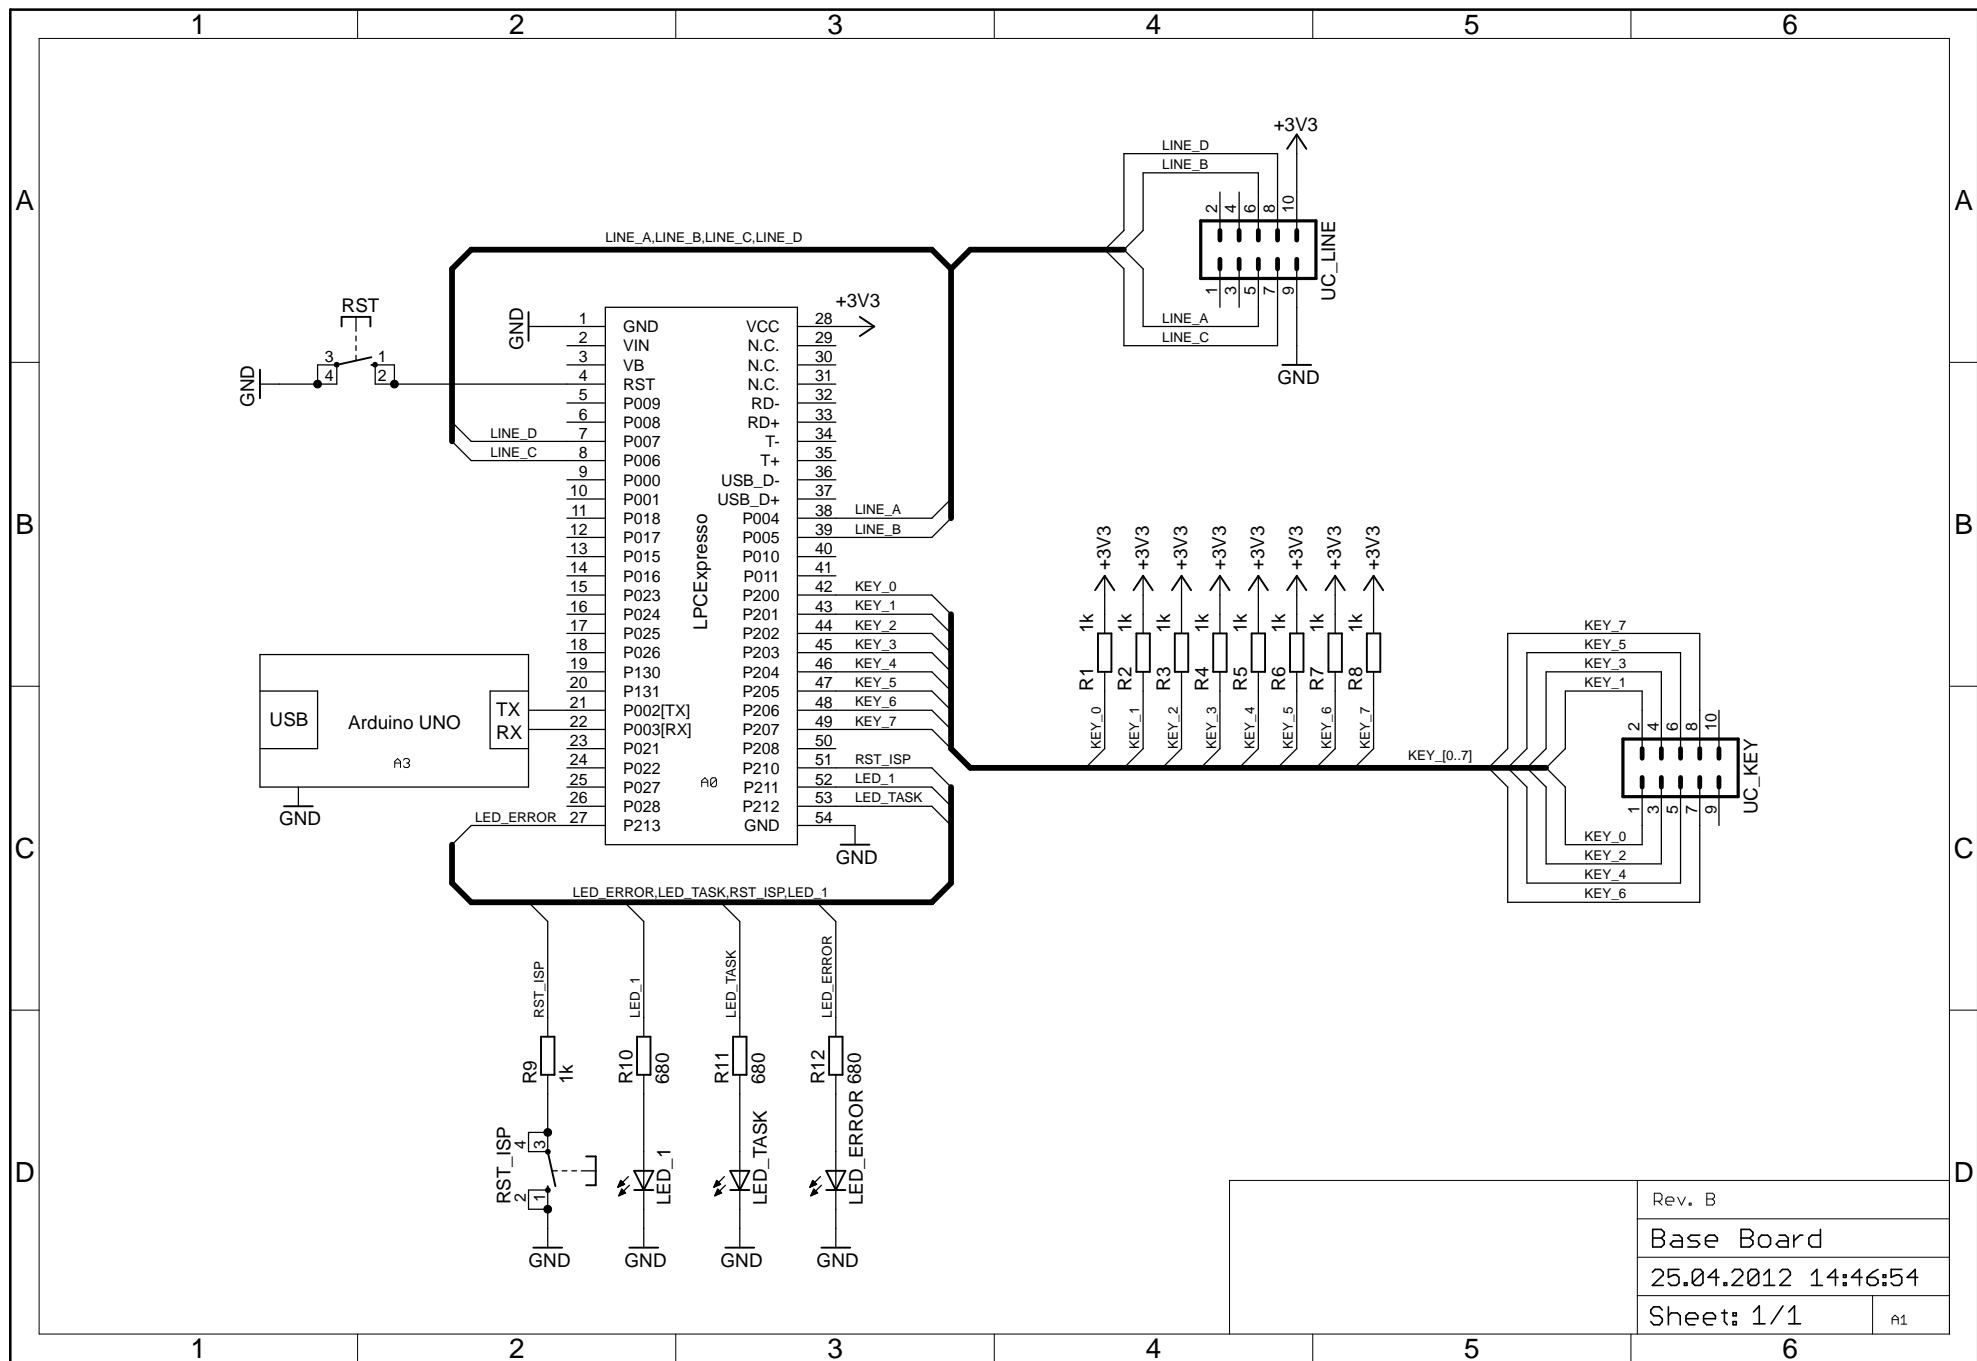 1 2 3 4 5 6
A A
B B
C C
D D
+3V3
LINE_D
LINE_B
2 4 6 8 10
1 3 5 7 9
UC_LINE
LINE_A
LINE_C
GND
LINE_A,LINE_B,LINE_C,LINE_D
RST
3 1
4 2
GND
GND
+3V3
1 GND VCC 28
2 VIN N.C. 29
3 VB N.C. 30
4 RST N.C. 31
5 P009 RD- 32
6 P008 RD+ 33
LINE_D 7 P007 T- 34
LINE_C 8 P006 T+ 35
9 P000 USB_D- 36
10 P001 USB_D+ 37
11 P018 P004 38 LINE_A
12 P017 P005 39 LINE_B
13 P015 P010 40
14 P016 P011 41
15 P023 P200 42 KEY_0
16 P024 P201 43 KEY_1
17 P025 P202 44 KEY_2
18 P026 P203 45 KEY_3
19 P130 P204 46 KEY_4
20 P131 P205 47 KEY_5
21 P002[TX] P206 48 KEY_6
22 P003[RX] P207 49 KEY_7
23 P021 P208 50
24 P022 P210 51 RST_ISP
25 P027 P211 52 LED_1
26 P028 P212 53 LED_TASK
LED_ERROR 27 P213 GND 54
LPCExpresso
A0
GND
USB
Arduino UNO
A3
TX
RX
GND
+3V3 +3V3 +3V3 +3V3 +3V3 +3V3 +3V3 +3V3
1k 1k 1k 1k 1k 1k 1k 1k
R1 R2 R3 R4 R5 R6 R7 R8
KEY_0 KEY_1 KEY_2 KEY_3 KEY_4 KEY_5 KEY_6 KEY_7
KEY_[0..7]
KEY_7
KEY_5
KEY_3
KEY_1
2 4 6 8 10
1 3 5 7 9
UC_KEY
KEY_0
KEY_2
KEY_4
KEY_6
LED_ERROR,LED_TASK,RST_ISP,LED_1
RST_ISP LED_1 LED_TASK LED_ERROR
R9 1k
R10 680
R11 680
R12 680
RST_ISP
4 3
2 1
LED_1
LED_TASK
LED_ERROR
GND GND GND GND
Rev. B
Base Board
25.04.2012 14:46:54
Sheet: 1/1 A1
1 2 3 4 5 6